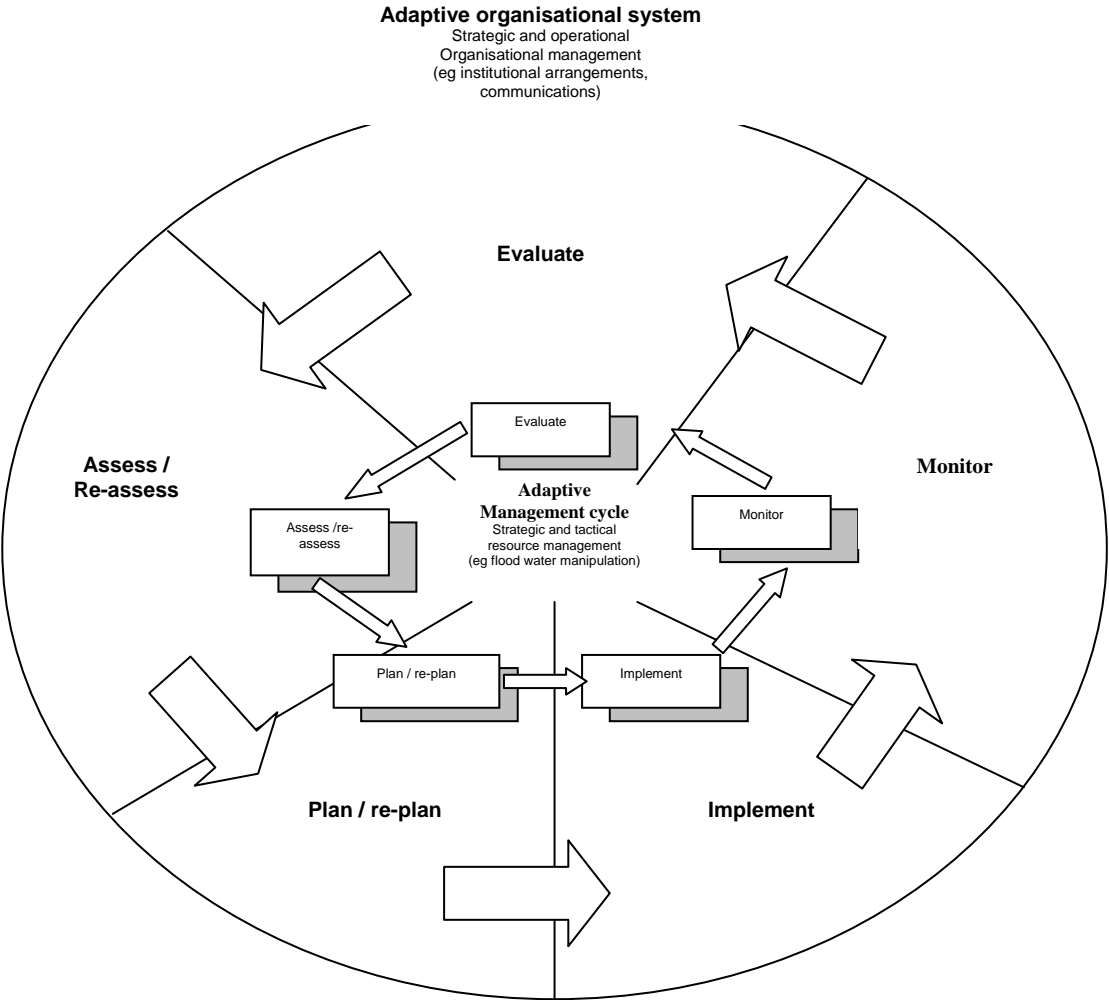 Adaptive organisational system
Strategic and operational
Organisational management
(eg institutional arrangements,
communications)
Evaluate
Assess /
Re-assess
Monitor
Evaluate
Adaptive
Management cycle
Strategic and tactical
resource management
(eg flood water manipulation)
Assess /re-
assess
Monitor
Plan / re-plan
Implement
Plan / re-plan
Implement